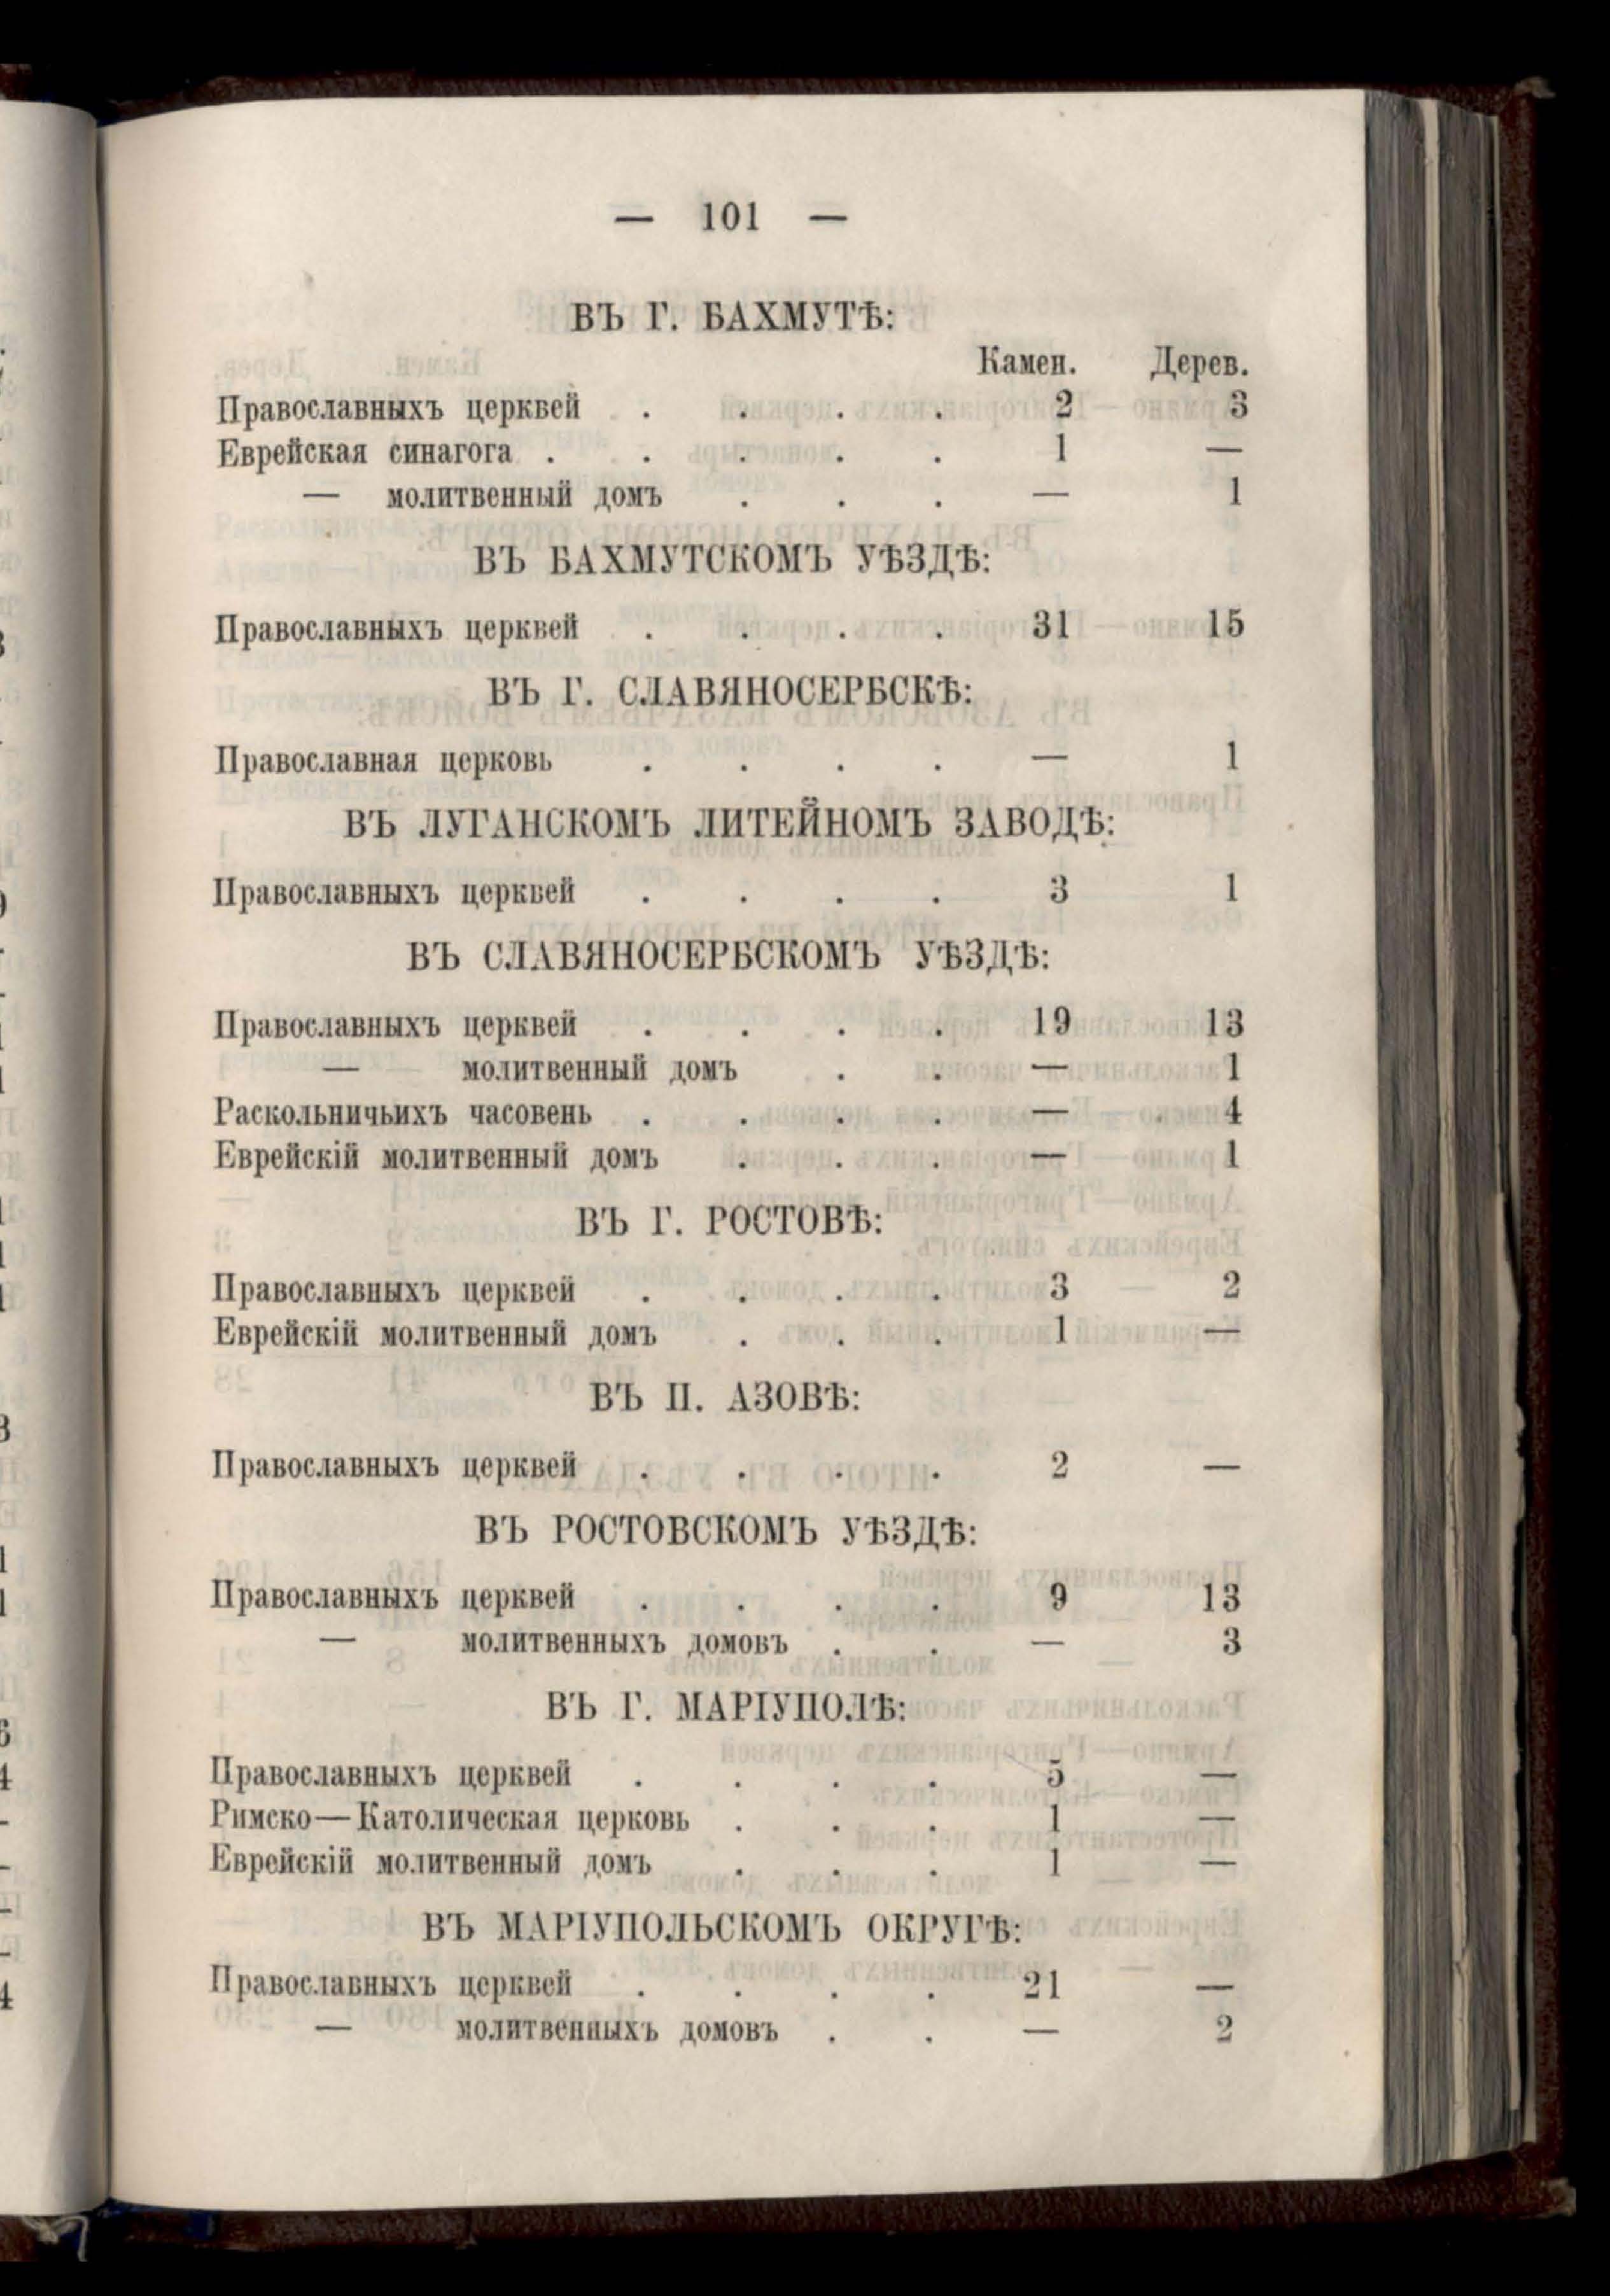 — 101 —
ВЪ Г. БАХМУТѢ:
Камен. Дерев.
Православныхъ церквей . . . . 2 3
Еврейская синагога . . . . . 1 —
— молитвенный домъ . . . — 1
ВЪ БАХМУТСКОМЪ УѢЗДѢ:
Православныхъ церквей . . . . 31 15
ВЪ Г. СЛАВЯНОСЕРБСКѢ:
Православная церковь . . . . — 1
ВЪ ЛУГАНСКОМЪ ЛИТЕЙНОМЪ ЗАВОДѢ:
Православныхъ церквей . . . . 3 1
ВЪ СЛАВЯНОСЕРБСКОМЪ УѢЗДѢ:
Православныхъ церквей . . . . 19 13
— молитвенный домъ . . — 1
Раскольничьихъ часовень . . . . — 4
Еврейскій молитвенный домъ . . . — 1
ВЪ Г. РОСТОВѢ:
Православныхъ церквей . . . . 3 2
Еврейскій молитвенный домъ . . . 1 —
ВЪ П. АЗОВѢ:
Православныхъ церквей . . . . 2 —
ВЪ РОСТОВСКОМЪ УѢЗДѢ:
Православныхъ церквей . . . . 9 13
— молитвенныхъ домовъ . . — 3
ВЪ Г. МАРІУПОЛѢ:
Православныхъ церквей . . . . 5 —
Римско—Католическая церковь . . . 1 —
Еврейскій молитвенный домъ . . . 1 —
ВЪ МАРІУПОЛЬСКОМЪ ОКРУГѢ:
Православныхъ церквей . . . . 21 —
— молитвенныхъ домовъ . . — 2